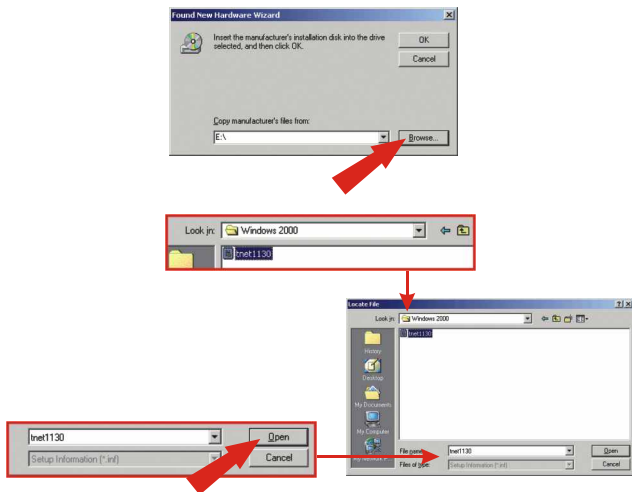 Found New Hardware Wizard
Insert the manufacturer's installation disk into the drive
selected, and then click OK.
OK
Cancel
Copy manufacturer's files from:
E:\
Browse...
Look in:
Windows 2000
tnet1130
Locate File
Look in:
Windows 2000
tnet1130
History
Desktop
My Documents
My Computer
File name:
tnet1130
Open
Files of type:
Setup Information (*.inf)
Cancel
tnet1130
Open
Setup Information (*.inf)
Cancel